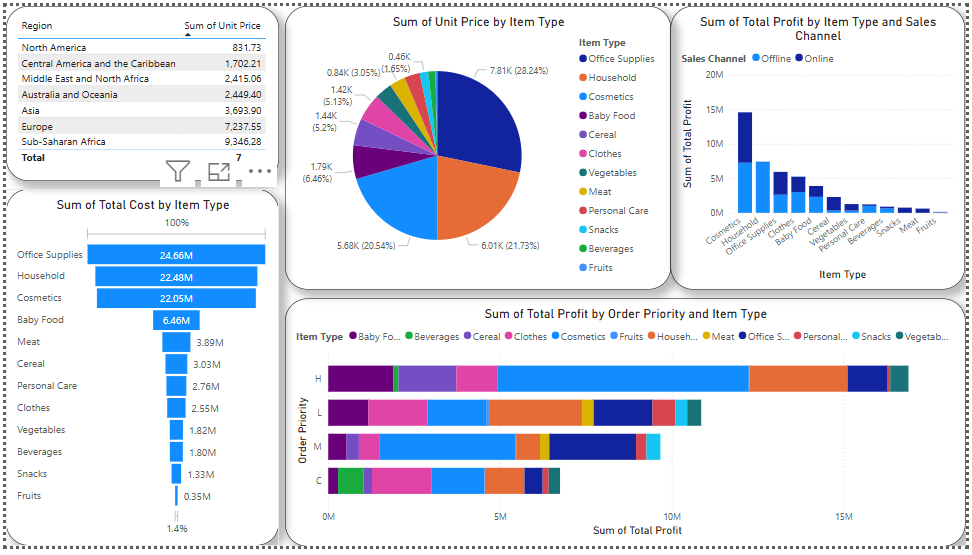 Region Sum of Unit Price
North America 831.73
Central America and the Caribbean 1,702.21
Middle East and North Africa 2,415.06
Australia and Oceania 2,449.40
Asia 3,693.90
Europe 7,237.55
Sub-Saharan Africa 9,346.28
Total 7
Sum of Total Cost by Item Type
100%
Office Supplies 24.66M
Household 22.48M
Cosmetics 22.05M
Baby Food 6.46M
Meat 3.89M
Cereal 3.03M
Personal Care 2.76M
Clothes 2.55M
Vegetables 1.82M
Beverages 1.80M
Snacks 1.33M
Fruits 0.35M
1.4%
Sum of Unit Price by Item Type
7.81K (28.24%)
6.01K (21.73%)
5.68K (20.54%)
1.79K
(6.46%)
1.44K
(5.2%)
1.42K
(5.13%)
0.84K (3.05%)
0.46K
(1.65%)
Item Type
Office Supplies
Household
Cosmetics
Baby Food
Cereal
Clothes
Vegetables
Meat
Personal Care
Snacks
Beverages
Fruits
Sum of Total Profit by Item Type and Sales
Channel
Sales Channel Offline Online
Sum of Total Profit
20M
15M
10M
5M
0M
Cosmetics
Household
Office Supplies
Clothes
Baby Food
Cereal
Vegetables
Personal Care
Beverages
Snacks
Meat
Fruits
Item Type
Sum of Total Profit by Order Priority and Item Type
Item Type Baby Fo... Beverages Cereal Clothes Cosmetics Fruits Househ... Meat Office S... Personal... Snacks Vegetab...
Order Priority
H
L
M
C
0M 5M 10M 15M
Sum of Total Profit